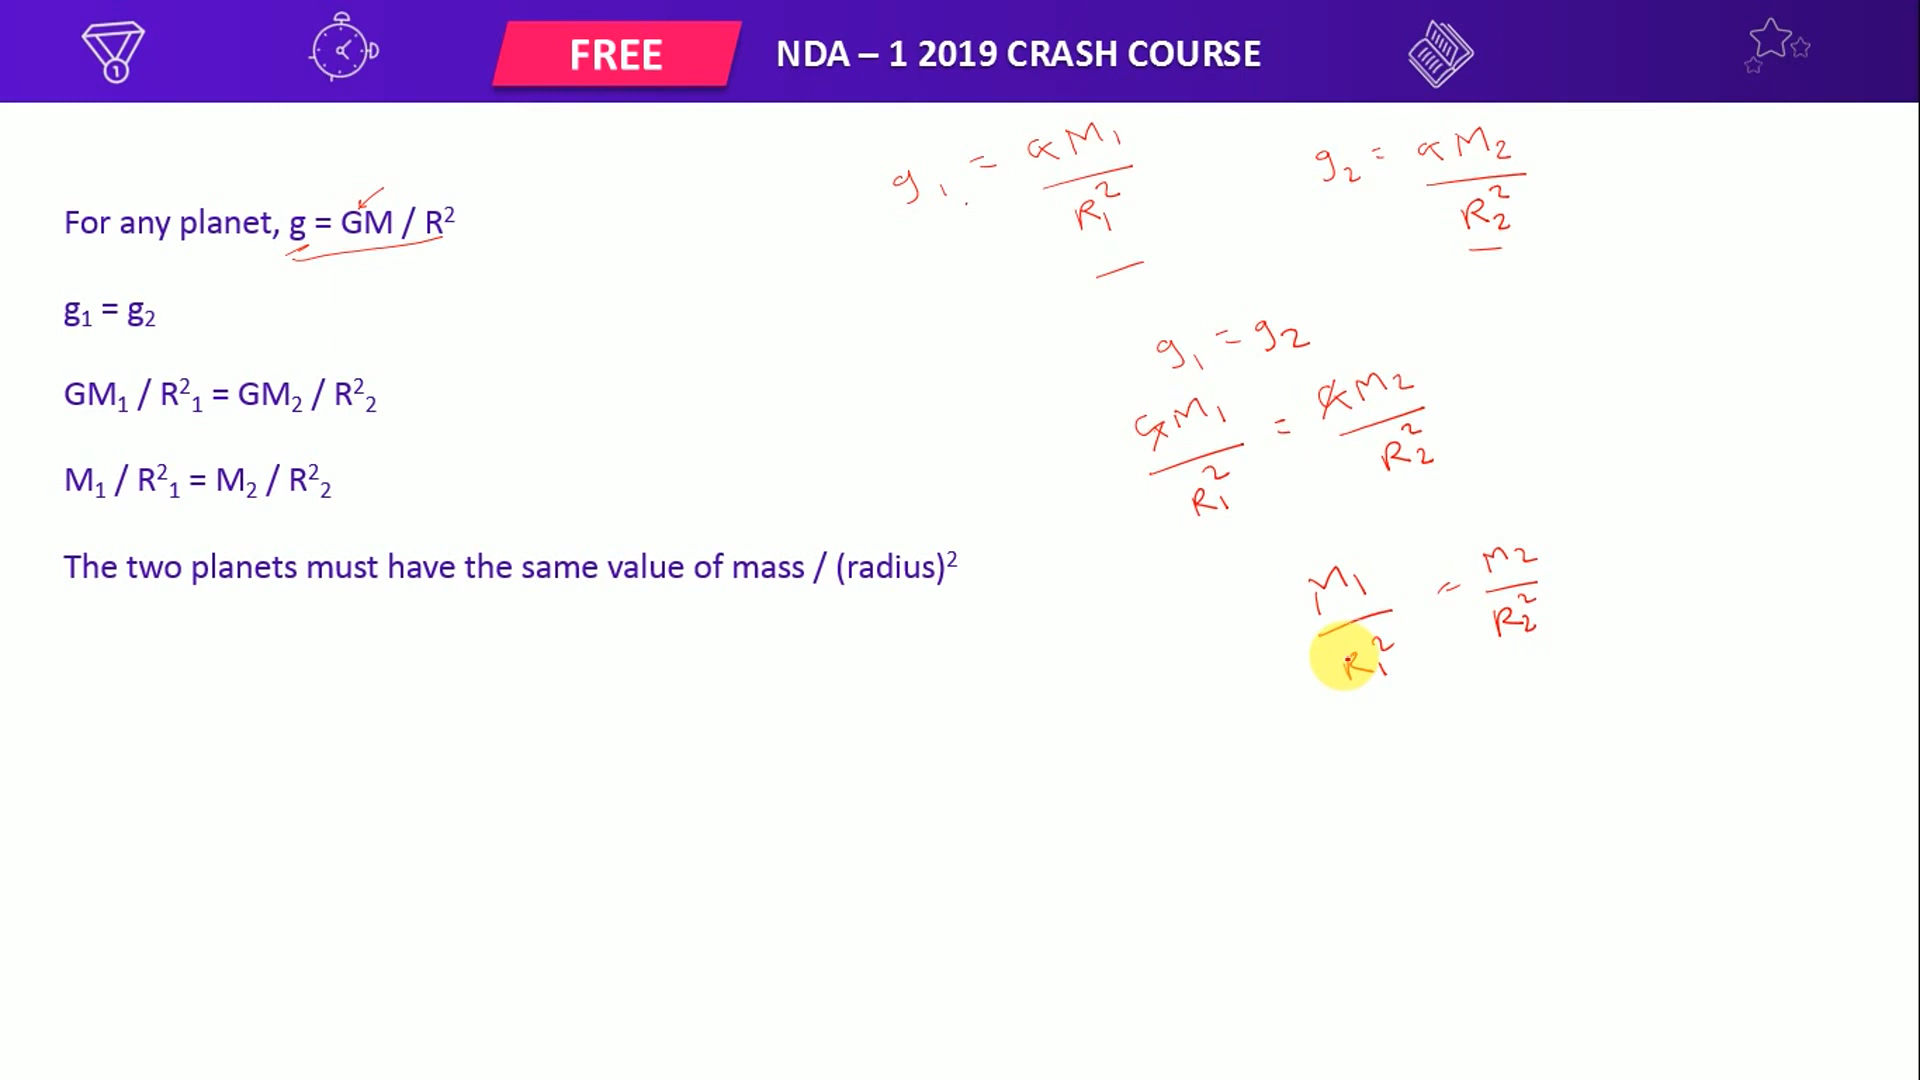 FREE
NDA – 1 2019 CRASH COURSE
For any planet, g = GM / R²
g₁ = g₂
GM₁ / R²₁ = GM₂ / R²₂
M₁ / R²₁ = M₂ / R²₂
The two planets must have the same value of mass / (radius)²
g₁ = GM₁ / R₁²
g₂ = GM₂ / R₂²
g₁ = g₂
GM₁ / R₁² = GM₂ / R₂²
M₁ / R₁² = M₂ / R₂²
1